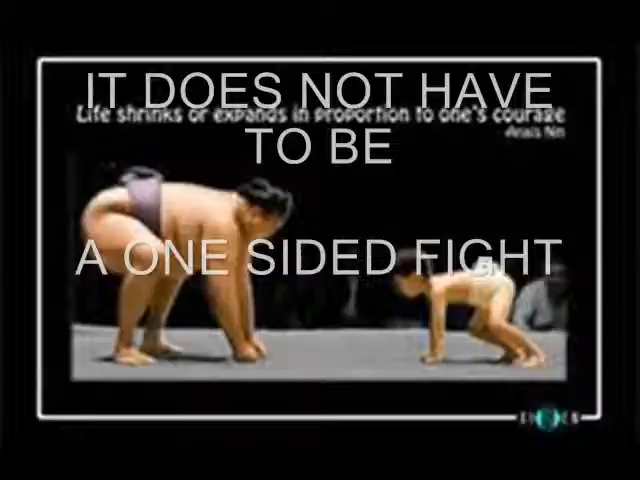 IT DOES NOT HAVE
Life shrinks or expands in proportion to one's courage
Anais Nin
TO BE
A ONE SIDED FIGHT